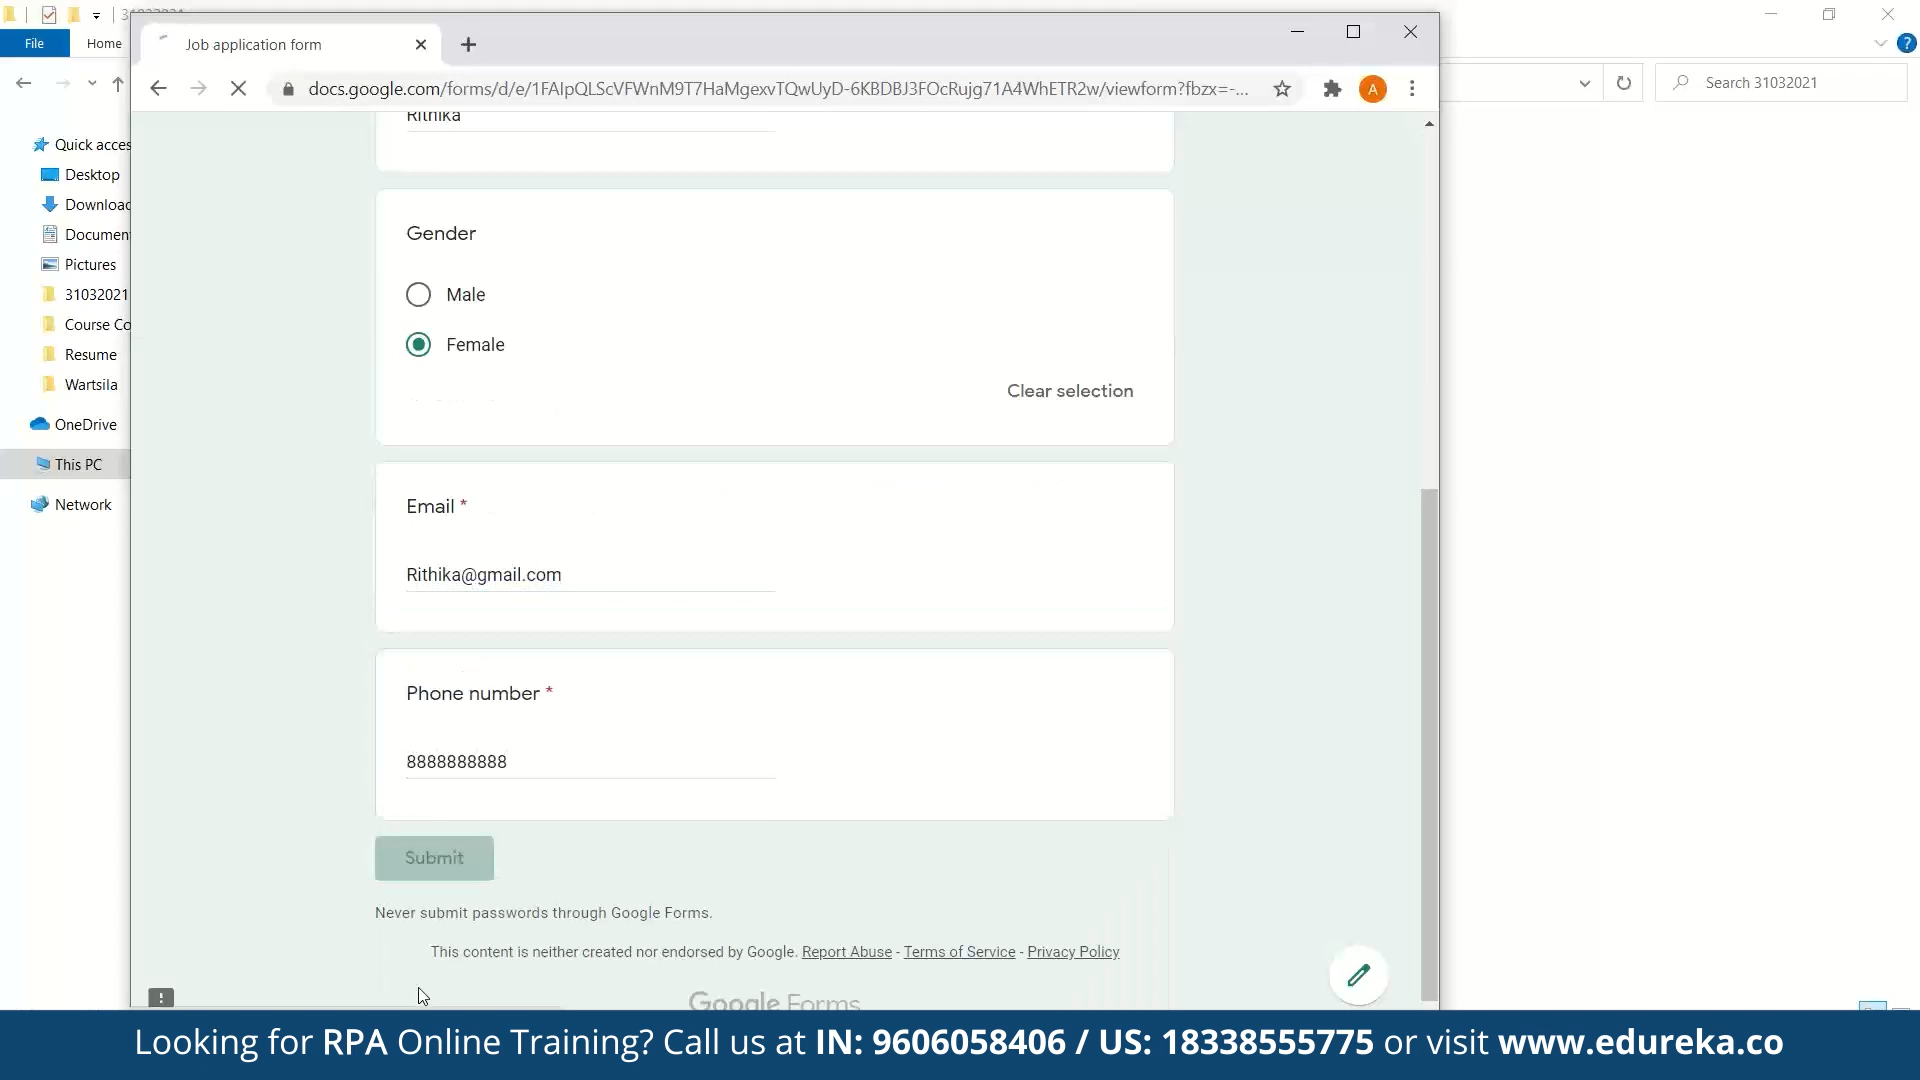 31032021
File
Home
Job application form
docs.google.com/forms/d/e/1FAIpQLScVFWnM9T7HaMgexvTQwUyD-6KBDBJ3FOcRujg71A4WhETR2w/viewform?fbzx=-...
A
Search 31032021
Quick acces
Desktop
Downloac
Documen
Pictures
31032021
Course Co
Resume
Wartsila
OneDrive
This PC
Network
Rithika
Gender
Male
Female
Clear selection
Email *
Rithika@gmail.com
Phone number *
8888888888
Submit
Never submit passwords through Google Forms.
This content is neither created nor endorsed by Google. Report Abuse - Terms of Service - Privacy Policy
Google Forms
Looking for RPA Online Training? Call us at IN: 9606058406 / US: 18338555775 or visit www.edureka.co